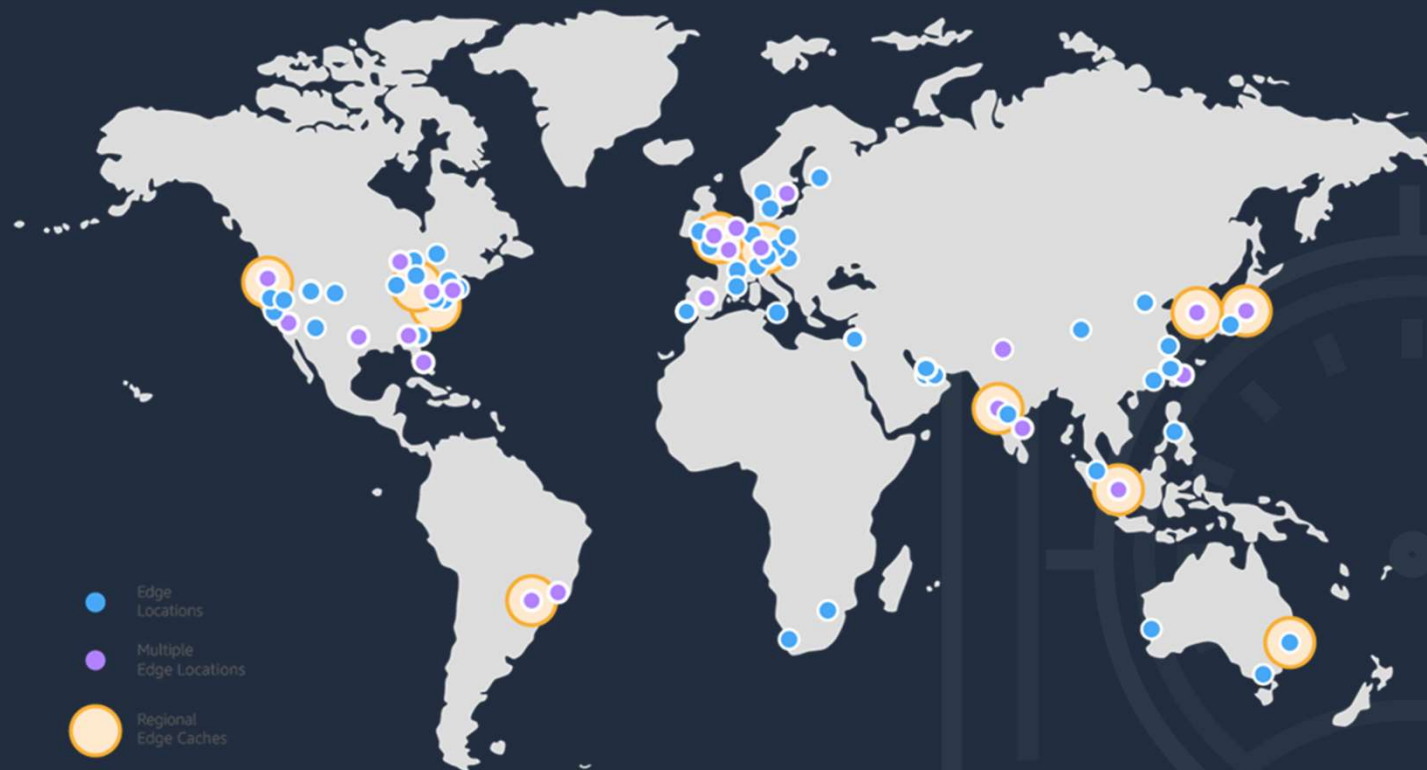 Edge
Locations
Multiple
Edge Locations
Regional
Edge Caches